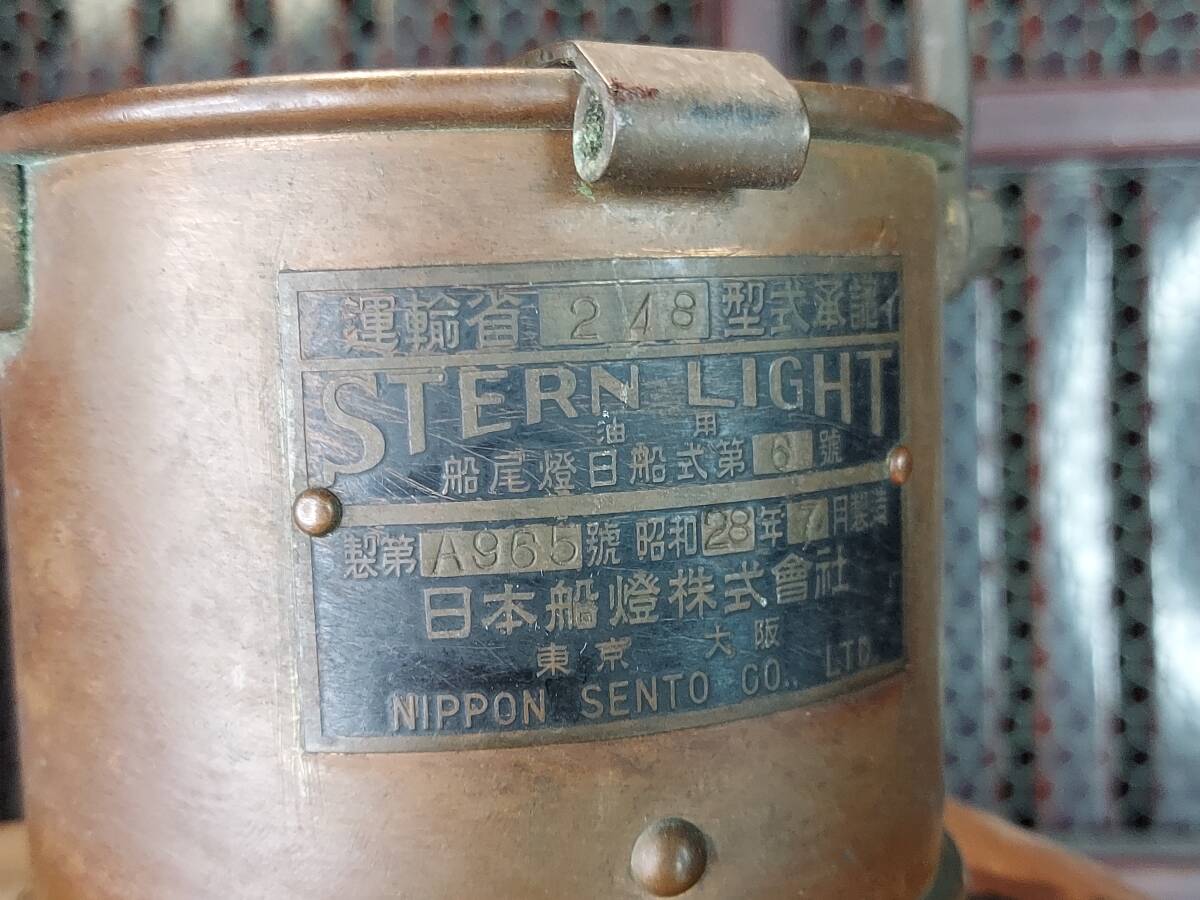 運輸省 248 型式承認
STERN LIGHT
油用
船尾燈日船式第 6 號
製第 A965 號 昭和 28 年 7 月製造
日本船燈株式會社
東京 大阪
NIPPON SENTO CO., LTD.